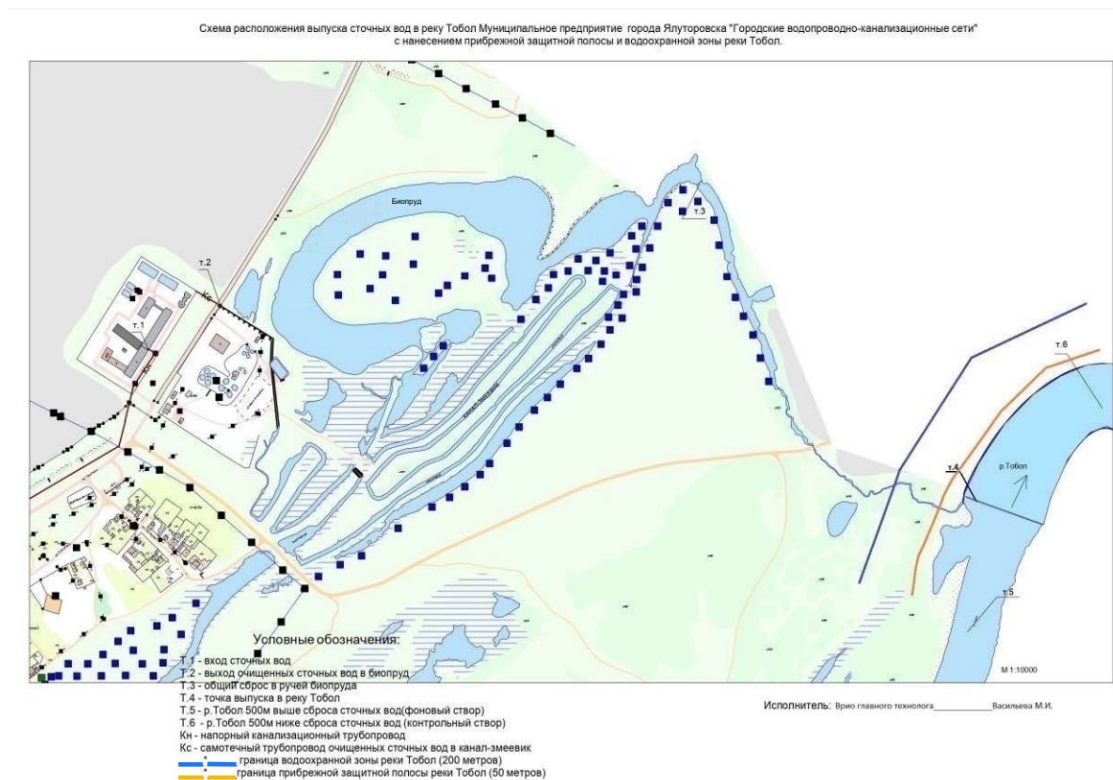 Схема расположения выпуска сточных вод в реку Тобол Муниципальное предприятие города Ялуторовска "Городские водопроводно-канализационные сети"
с нанесением прибрежной защитной полосы и водоохранной зоны реки Тобол.
Биопруд
т.3
т.2
Кс
т.1
Кн
т.6
т.4
р.Тобол
т.5
М 1:10000
Условные обозначения:
Т.1 - вход сточных вод
Т.2 - выход очищенных сточных вод в биопруд
Т.3 - общий сброс в ручей биопруда
Т.4 - точка выпуска в реку Тобол
Т.5 - р.Тобол 500м выше сброса сточных вод(фоновый створ)
Т.6 - р.Тобол 500м ниже сброса сточных вод (контрольный створ)
Кн - напорный канализационный трубопровод
Кс - самотечный трубопровод очищенных сточных вод в канал-змеевик
граница водоохранной зоны реки Тобол (200 метров)
граница прибрежной защитной полосы реки Тобол (50 метров)
Исполнитель: Врио главного технолога____________Васильева М.И.